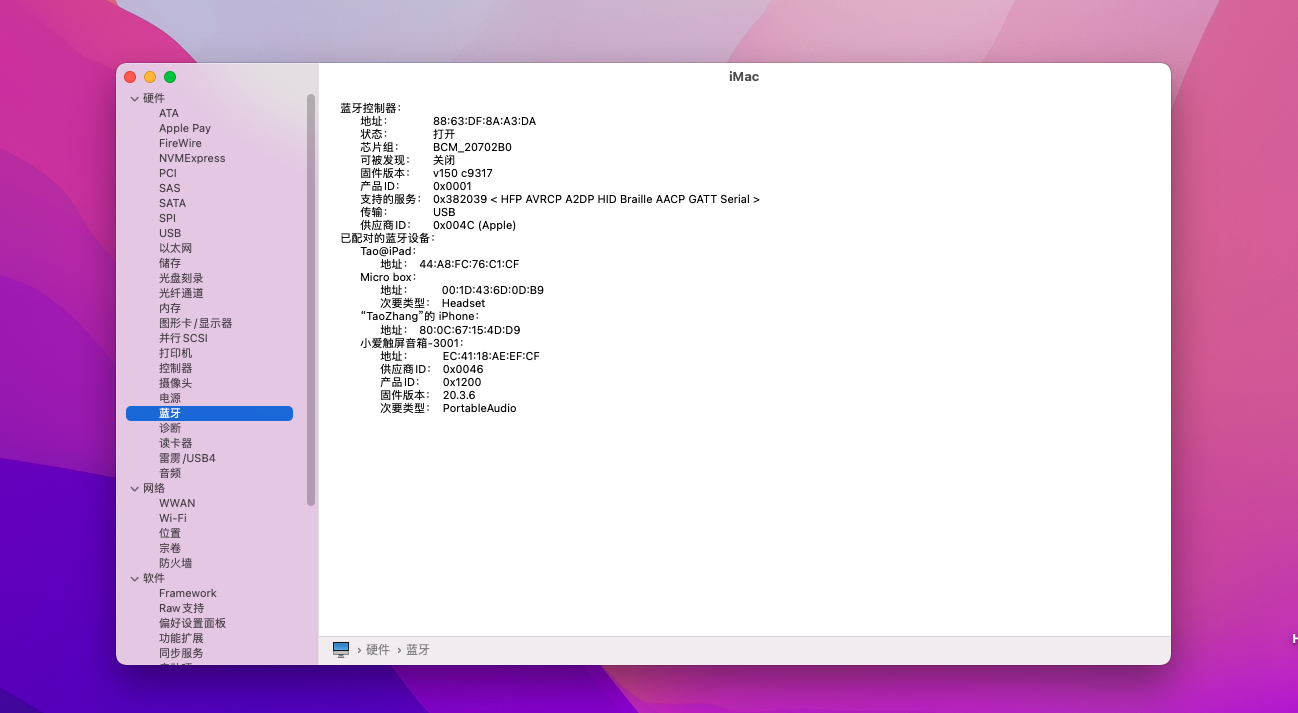 iMac
硬件
ATA
Apple Pay
FireWire
NVMExpress
PCI
SAS
SATA
SPI
USB
以太网
储存
光盘刻录
光纤通道
内存
图形卡/显示器
并行SCSI
打印机
控制器
摄像头
电源
蓝牙
诊断
读卡器
雷雳/USB4
音频
网络
WWAN
Wi-Fi
位置
宗卷
防火墙
软件
Framework
Raw支持
偏好设置面板
功能扩展
同步服务
蓝牙控制器：
地址： 88:63:DF:8A:A3:DA
状态： 打开
芯片组： BCM_20702B0
可被发现： 关闭
固件版本： v150 c9317
产品ID： 0x0001
支持的服务： 0x382039 < HFP AVRCP A2DP HID Braille AACP GATT Serial >
传输： USB
供应商ID： 0x004C (Apple)
已配对的蓝牙设备：
Tao@iPad：
地址： 44:A8:FC:76:C1:CF
Micro box：
地址： 00:1D:43:6D:0D:B9
次要类型： Headset
“TaoZhang”的 iPhone：
地址： 80:0C:67:15:4D:D9
小爱触屏音箱-3001：
地址： EC:41:18:AE:EF:CF
供应商ID： 0x0046
产品ID： 0x1200
固件版本： 20.3.6
次要类型： PortableAudio
› 硬件 › 蓝牙